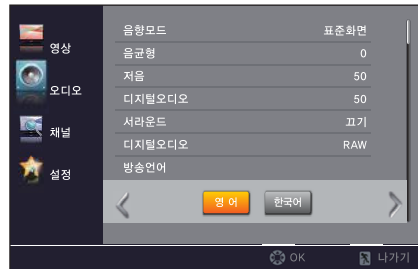 영상
오디오
채널
설정
음향모드 표준화면
음균형 0
저음 50
디지털오디오 50
서라운드 끄기
디지털오디오 RAW
방송언어
영 어 한국어
OK 나가기